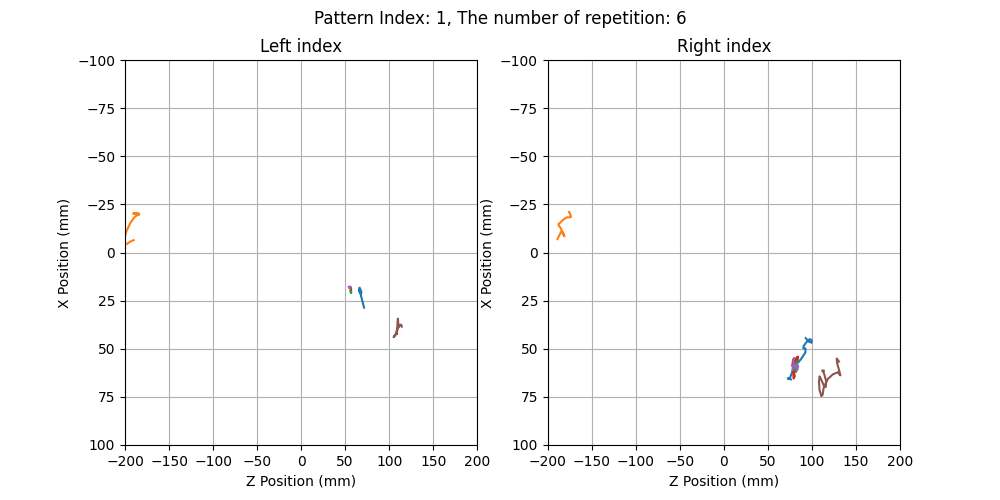 Pattern Index: 1, The number of repetition: 6
Left index
Right index
−100
−75
−50
−25
0
25
50
75
100
X Position (mm)
−200 −150 −100 −50 0 50 100 150 200
Z Position (mm)
−100
−75
−50
−25
0
25
50
75
100
X Position (mm)
−200 −150 −100 −50 0 50 100 150 200
Z Position (mm)